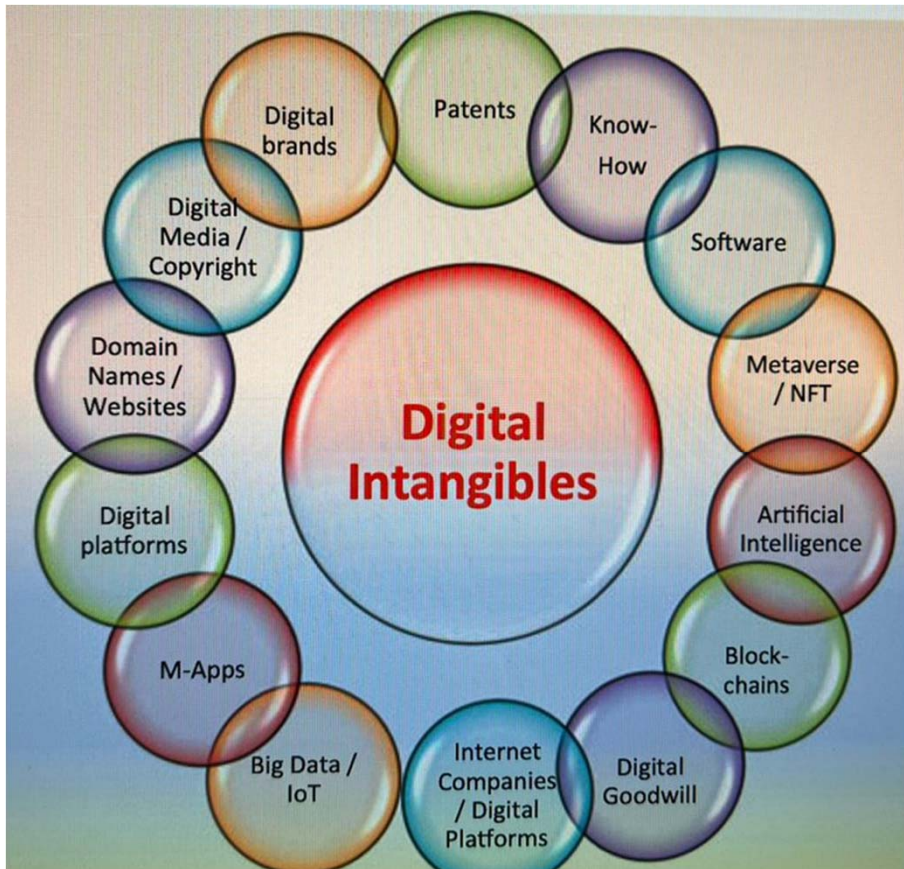 Digital
Intangibles
Patents
Know-
How
Software
Metaverse
/ NFT
Artificial
Intelligence
Block-
chains
Digital
Goodwill
Internet
Companies
/ Digital
Platforms
Big Data /
IoT
M-Apps
Digital
platforms
Domain
Names /
Websites
Digital
Media /
Copyright
Digital
brands